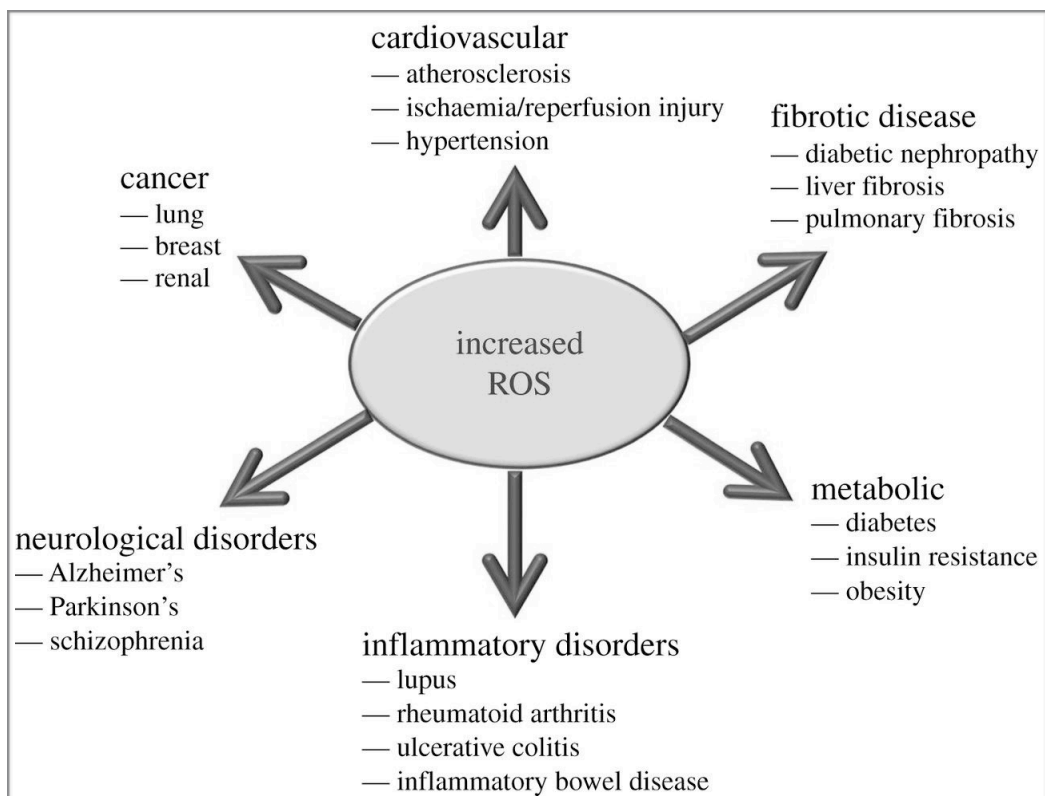 cardiovascular
— atherosclerosis
— ischaemia/reperfusion injury
— hypertension
fibrotic disease
— diabetic nephropathy
— liver fibrosis
— pulmonary fibrosis
cancer
— lung
— breast
— renal
increased
ROS
metabolic
— diabetes
— insulin resistance
— obesity
neurological disorders
— Alzheimer’s
— Parkinson’s
— schizophrenia
inflammatory disorders
— lupus
— rheumatoid arthritis
— ulcerative colitis
— inflammatory bowel disease